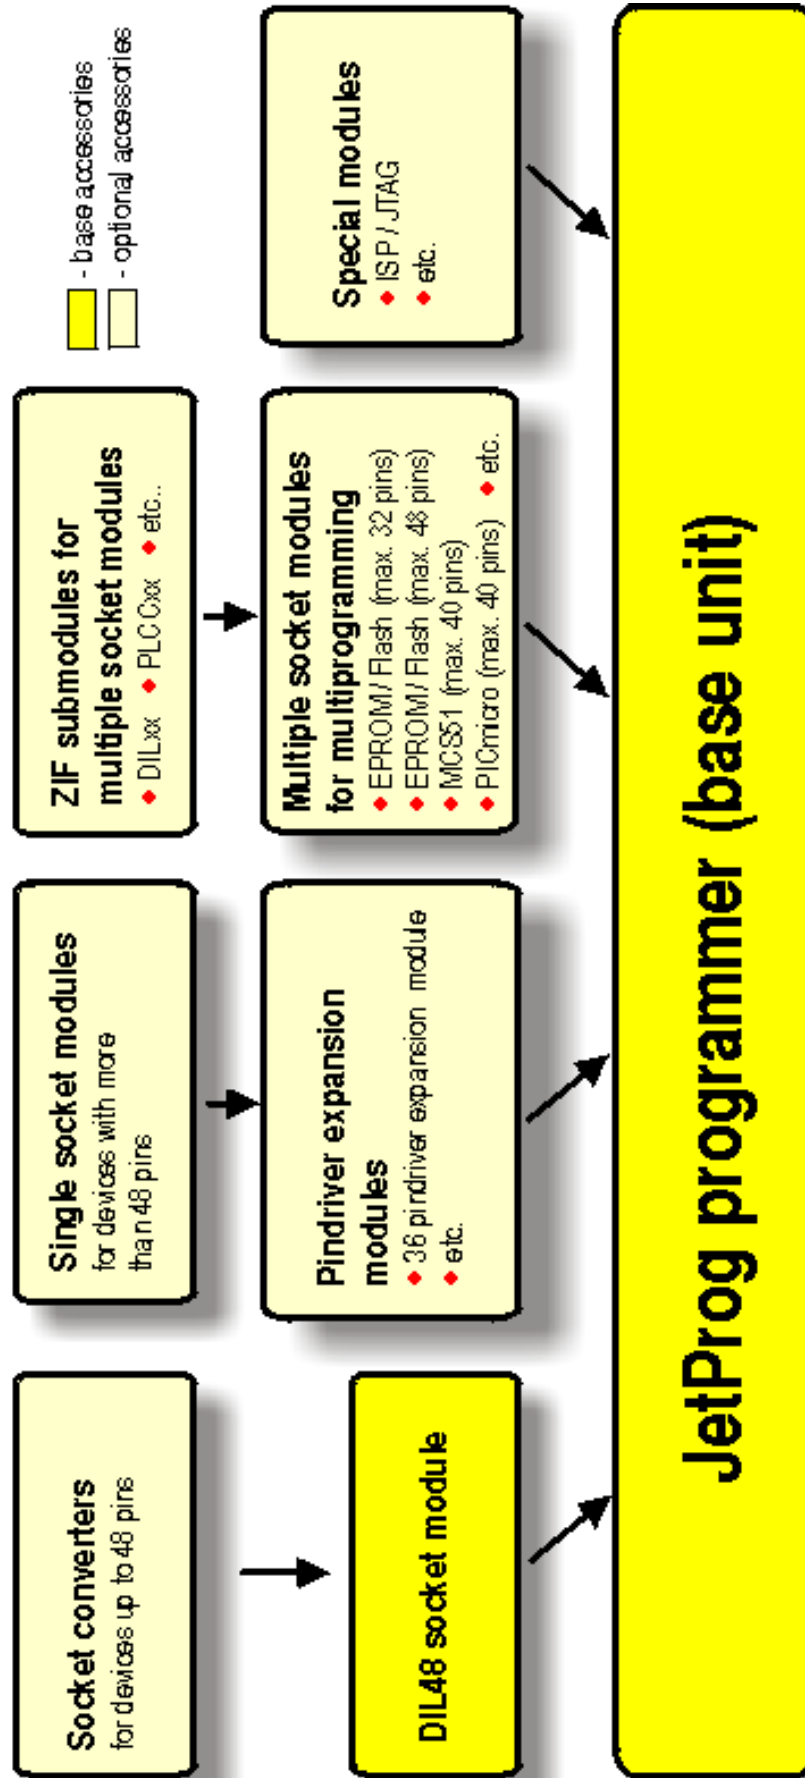 Socket converters
for devices up to 48 pins
Single socket modules
for devices with more
than 48 pins
ZIF submodules for
multiple socket modules
♦ DILxx ♦ PLCCxx ♦ etc..
- base accessories
- optional accessories
DIL48 socket module
Pindriver expansion
modules
♦ 36 pindriver expansion module
♦ etc.
Multiple socket modules
for multiprogramming
♦ EPROM/ Flash (max. 32 pins)
♦ EPROM/ Flash (max. 48 pins)
♦ MCS51 (max. 40 pins)
♦ PICmicro (max. 40 pins) ♦ etc.
Special modules
♦ ISP / JTAG
♦ etc.
JetProg programmer (base unit)